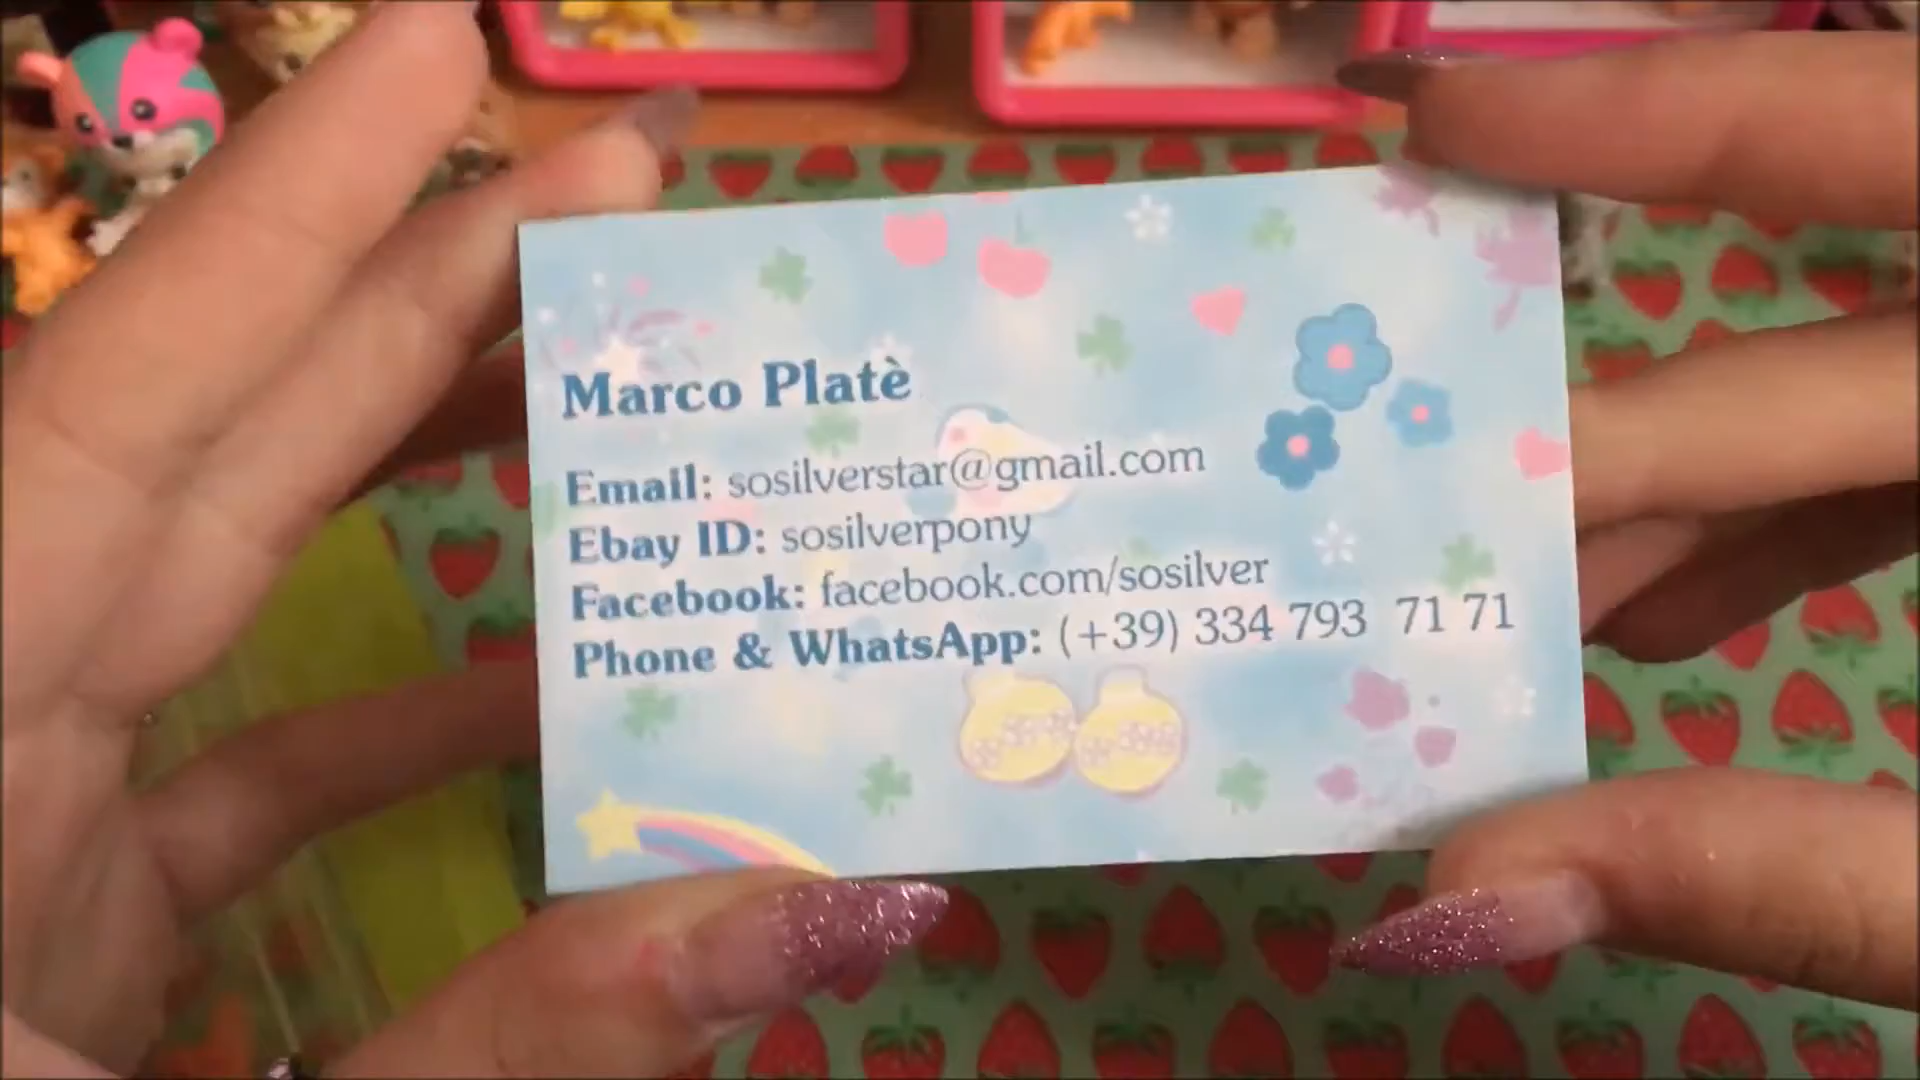 Marco Platè
Email: sosilverstar@gmail.com
Ebay ID: sosilverpony
Facebook: facebook.com/sosilver
Phone & WhatsApp: (+39) 334 793 71 71